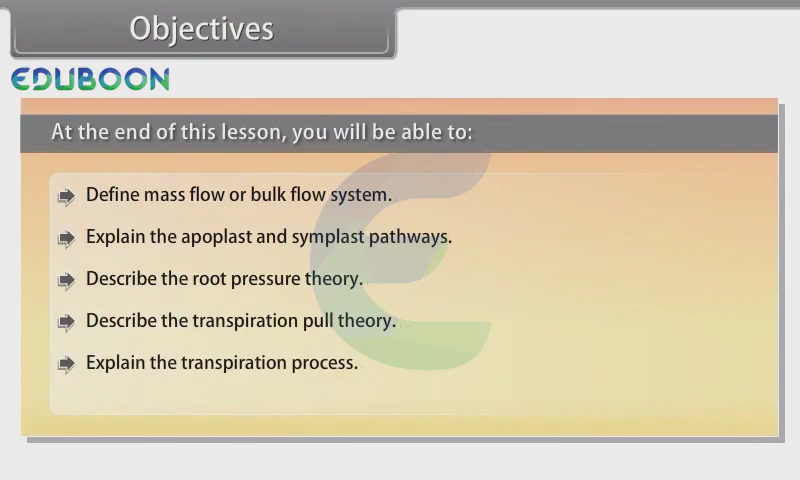 Objectives
EDUBOON
At the end of this lesson, you will be able to:
Define mass flow or bulk flow system.
Explain the apoplast and symplast pathways.
Describe the root pressure theory.
Describe the transpiration pull theory.
Explain the transpiration process.